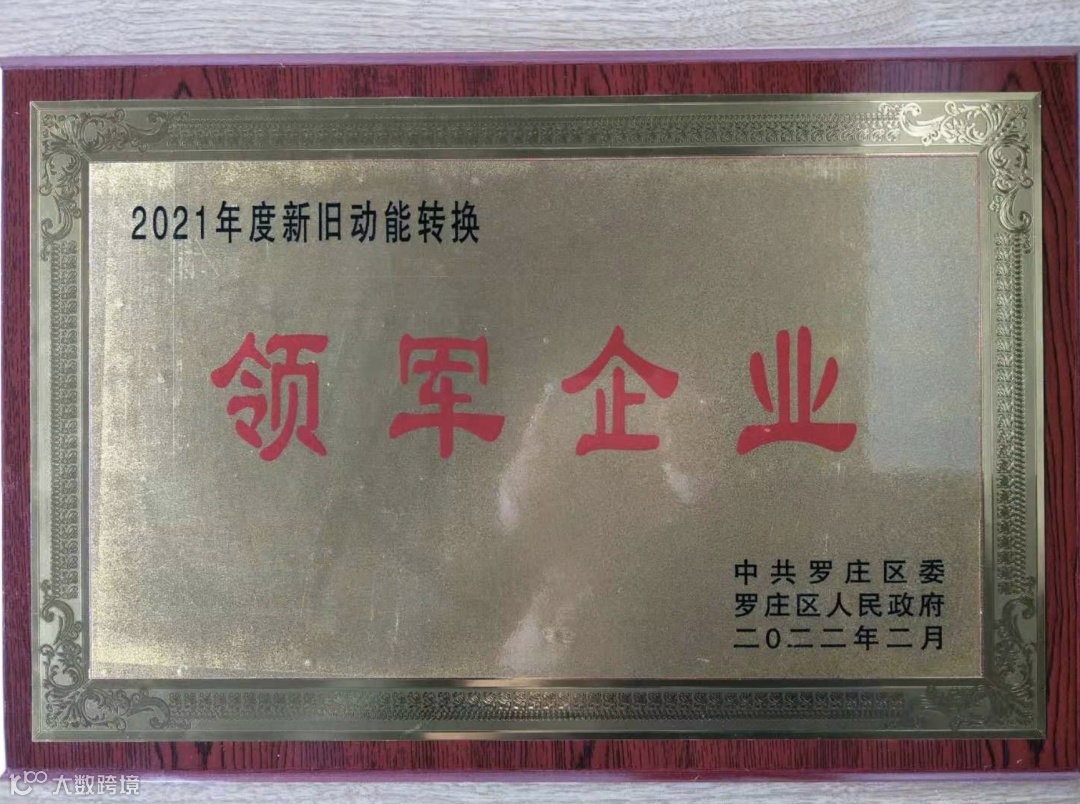 2021年度新旧动能转换
领军企业
中共罗庄区委
罗庄区人民政府
二〇二二年二月
大数跨境